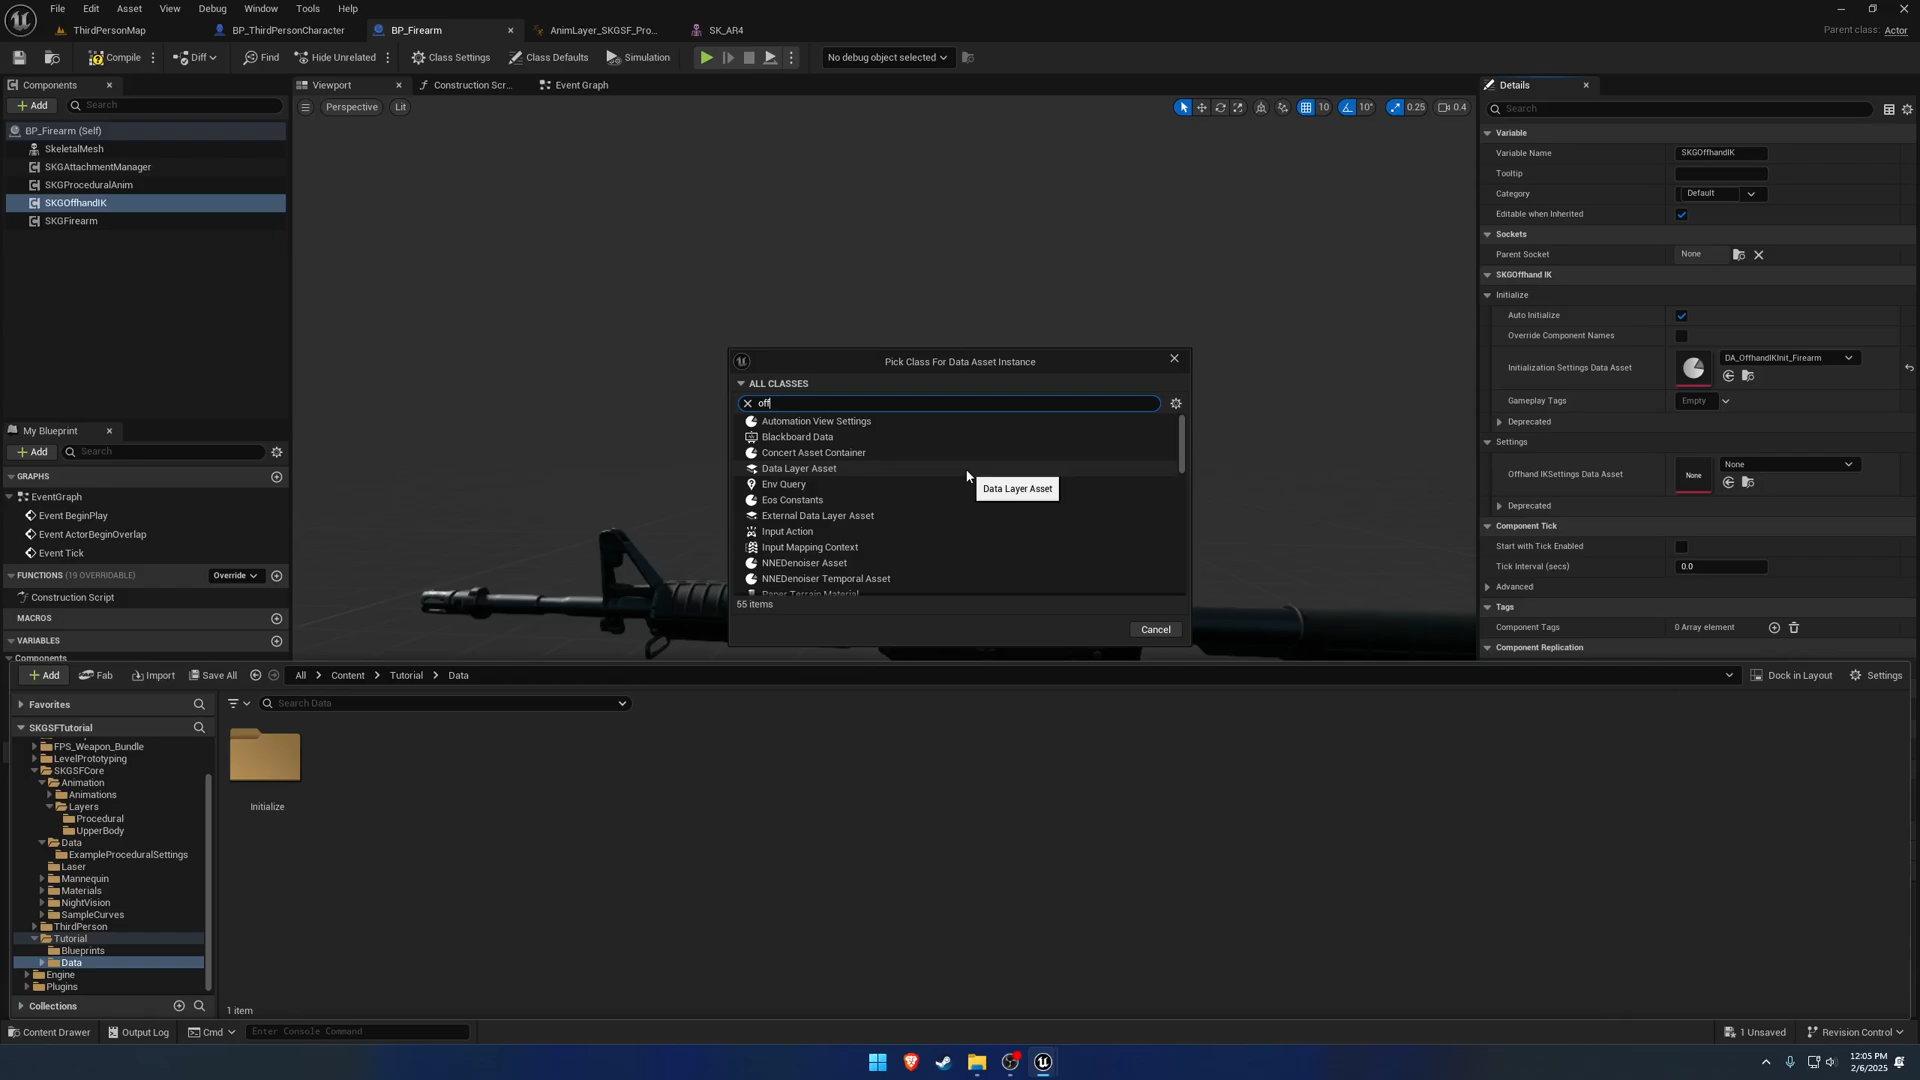 File Edit Asset View Debug Window Tools Help
ThirdPersonMap BP_ThirdPersonCharacter BP_Firearm AnimLayer_SKGSF_Pro... SK_AR4
Parent class: Actor
Compile Diff Find Hide Unrelated Class Settings Class Defaults Simulation No debug object selected
Components
Add Search
BP_Firearm (Self)
SkeletalMesh
SKGAttachmentManager
SKGProceduralAnim
SKGOffhandIK
SKGFirearm
My Blueprint
Add Search
GRAPHS
EventGraph
Event BeginPlay
Event ActorBeginOverlap
Event Tick
FUNCTIONS (19 OVERRIDABLE) Override
Construction Script
MACROS
VARIABLES
Components
Viewport Construction Scr... Event Graph
Perspective Lit
10 10° 0.25 0.4
Pick Class For Data Asset Instance
ALL CLASSES
off
Automation View Settings
Blackboard Data
Concert Asset Container
Data Layer Asset
Data Layer Asset
Env Query
Eos Constants
External Data Layer Asset
Input Action
Input Mapping Context
NNEDenoiser Asset
NNEDenoiser Temporal Asset
Paper Terrain Material
55 items
Cancel
Details
Search
Variable
Variable Name SKGOffhandIK
Tooltip
Category Default
Editable when Inherited
Sockets
Parent Socket None
SKGOffhand IK
Initialize
Auto Initialize
Override Component Names
Initialization Settings Data Asset DA_OffhandIKInit_Firearm
Gameplay Tags Empty
Deprecated
Settings
Offhand IKSettings Data Asset None None
Deprecated
Component Tick
Start with Tick Enabled
Tick Interval (secs) 0.0
Advanced
Tags
Component Tags 0 Array element
Component Replication
Add Fab Import Save All All Content Tutorial Data Dock in Layout Settings
Favorites
SKGSFTutorial
FPS_Weapon_Bundle
LevelPrototyping
SKGSFCore
Animation
Animations
Layers
Procedural
UpperBody
Data
ExampleProceduralSettings
Laser
Mannequin
Materials
NightVision
SampleCurves
ThirdPerson
Tutorial
Blueprints
Data
Engine
Plugins
Collections
Search Data
Initialize
1 item
Content Drawer Output Log Cmd Enter Console Command 1 Unsaved Revision Control
12:05 PM
2/6/2025